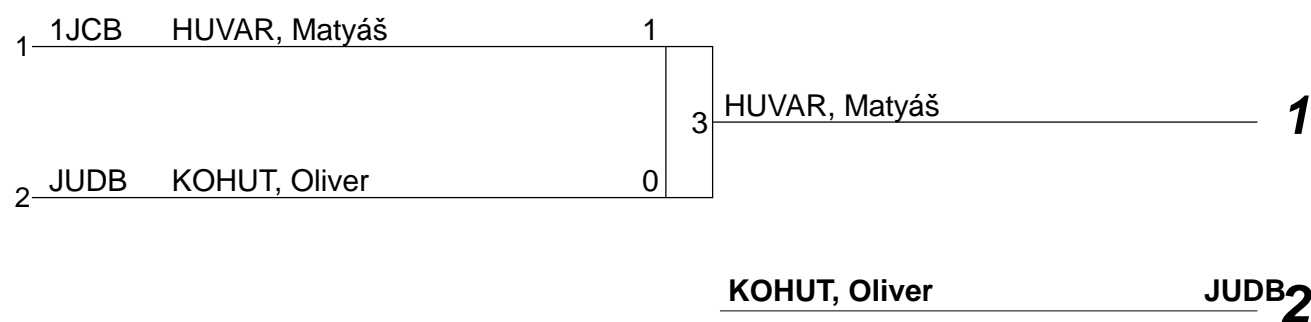 1 1JCB HUVAR, Matyáš 1
3 HUVAR, Matyáš 1
2 JUDB KOHUT, Oliver 0
KOHUT, Oliver JUDB 2